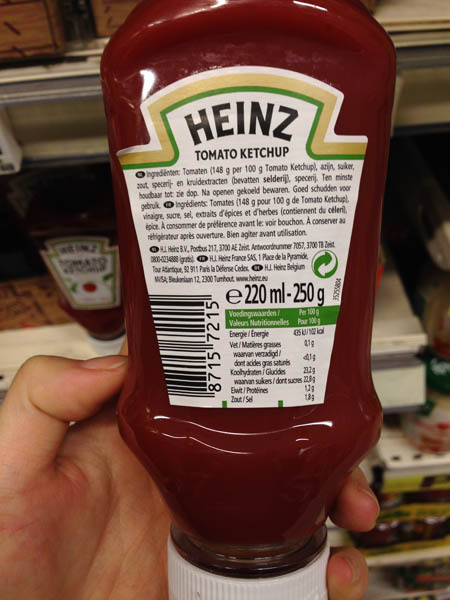 HEINZ
TOMATO KETCHUP
Ingrediënten: Tomaten (148 g per 100 g Tomato Ketchup), azijn, suiker,
zout, specerij- en kruidextracten (bevatten selderij), specerij. Ten minste
houdbaar tot: zie dop. Na openen gekoeld bewaren. Goed schudden voor
gebruik. Ingrédients: Tomates (148 g pour 100 g de Tomato Ketchup),
vinaigre, sucre, sel, extraits d'épices et d'herbes (contiennent du céleri),
épice. À consommer de préférence avant le: voir bouchon. À conserver au
réfrigérateur après ouverture. Bien agiter avant utilisation.
H.J. Heinz B.V., Postbus 217, 3700 AE Zeist. Antwoordnummer 7057, 3700 TB Zeist.
0800-0234888 (gratis). H.J. Heinz France SAS, 1 Place de la Pyramide,
Tour Atlantique, 92 911 Paris la Défense Cedex. H.J. Heinz Belgium
NV/SA, Steukenlaan 12, 2300 Turnhout. www.heinz.eu
e 220 ml - 250 g
Voedingswaarden / Per 100 g
Valeurs Nutritionnelles Pour 100 g
Energie / Energie 435 kJ/102 kcal
Vet / Matières grasses 0,1 g
waarvan verzadigd /
dont acides gras saturés <0,1 g
Koolhydraten / Glucides 23,2 g
waarvan suikers / dont sucres 22,8 g
Eiwit / Protéines 1,2 g
Zout / Sel 1,8 g
8 715 7215
HEINZ
TOMATO
KETCHUP